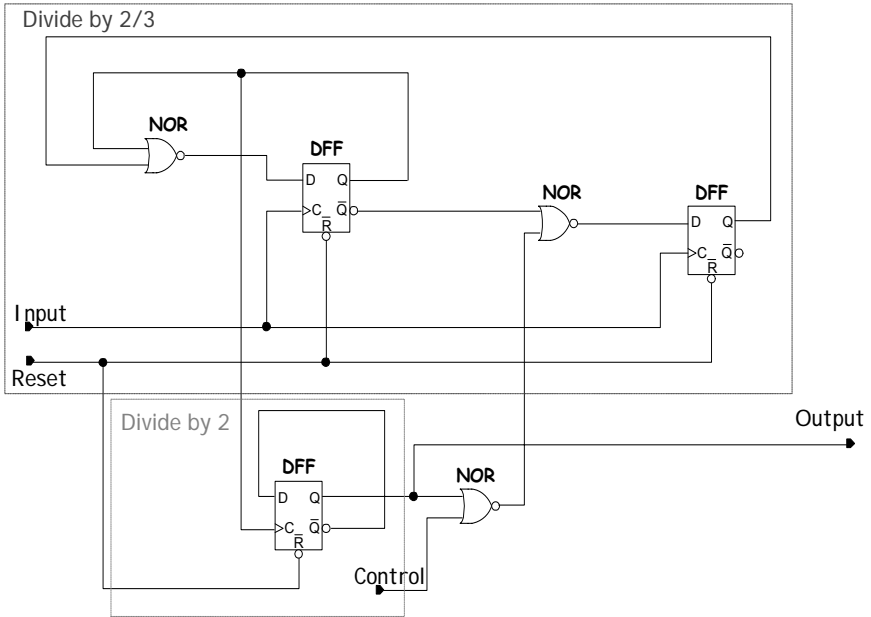 Divide by 2/3
NOR
DFF
D Q
C Q̅
R̅
NOR
DFF
D Q
C Q̅
R̅
Input
Reset
Divide by 2
DFF
D Q
C Q̅
R̅
NOR
Control
Output